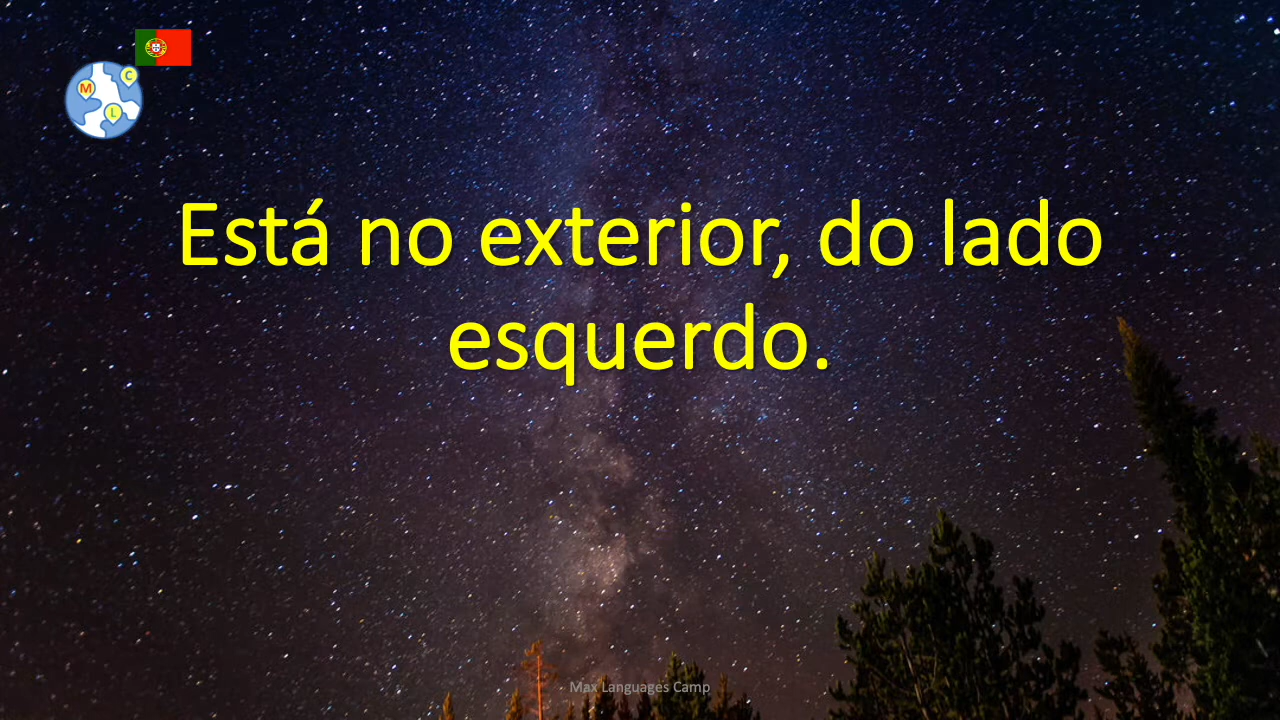 C
M
L
Está no exterior, do lado
esquerdo.
Max Languages Camp